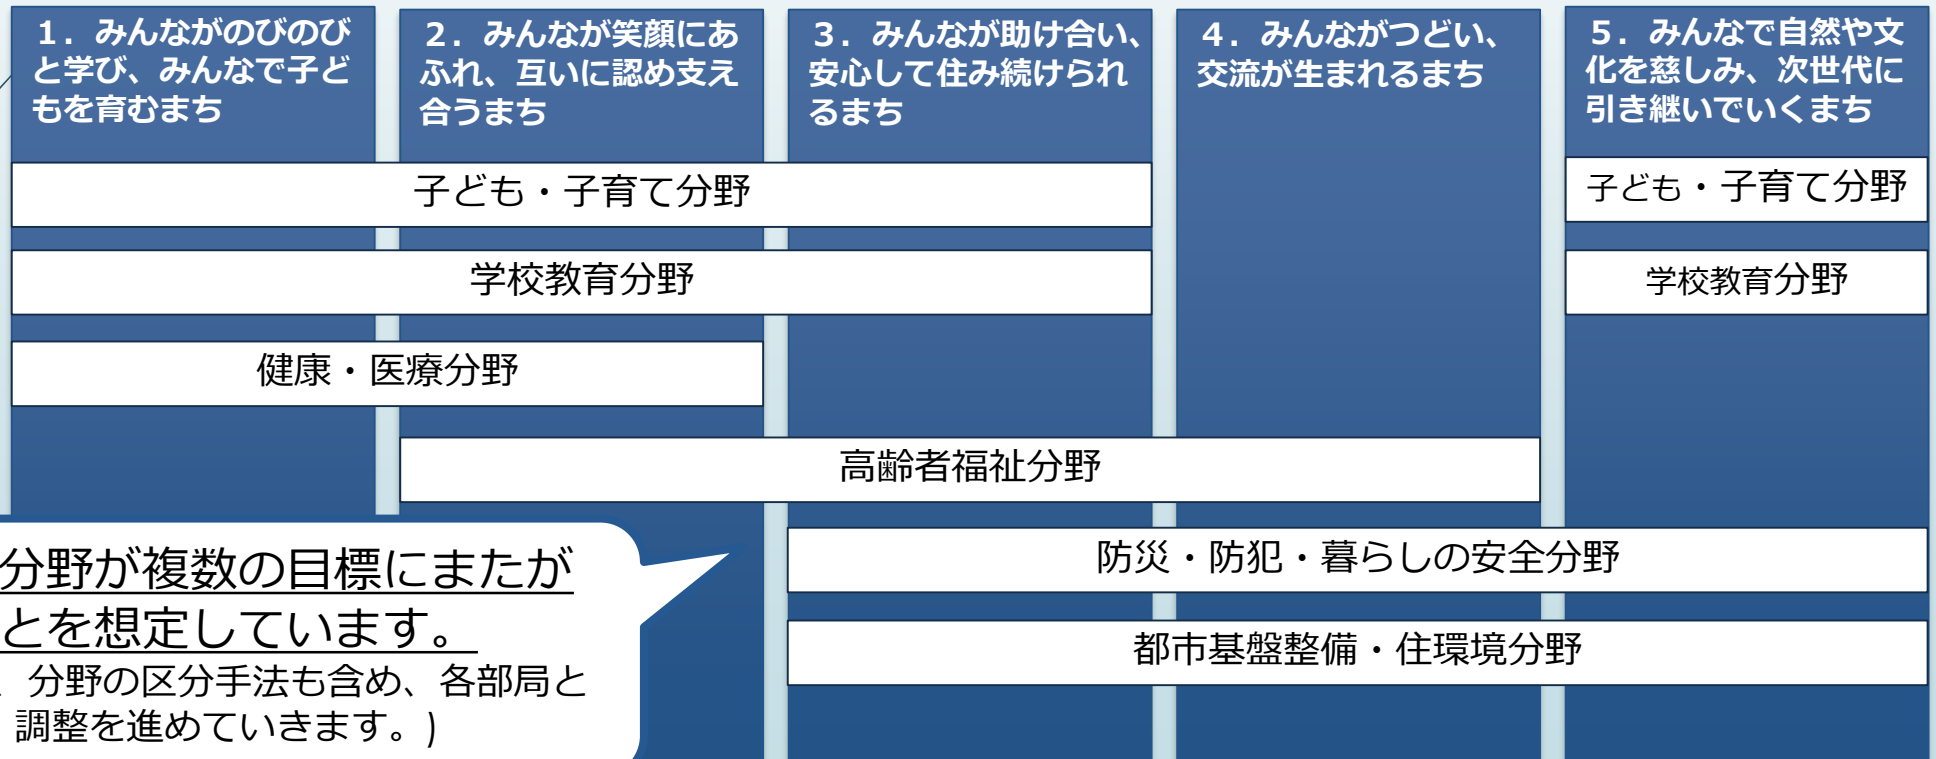 １．みんながのびのび
と学び、みんなで子ど
もを育むまち
２．みんなが笑顔にあ
ふれ、互いに認め支え
合うまち
３．みんなが助け合い、
安心して住み続けられ
るまち
４．みんながつどい、
交流が生まれるまち
５．みんなで自然や文
化を慈しみ、次世代に
引き継いでいくまち
子ども・子育て分野
子ども・子育て分野
学校教育分野
学校教育分野
健康・医療分野
高齢者福祉分野
防災・防犯・暮らしの安全分野
都市基盤整備・住環境分野
分野が複数の目標にまたが
とを想定しています。
、分野の区分手法も含め、各部局と
調整を進めていきます。)